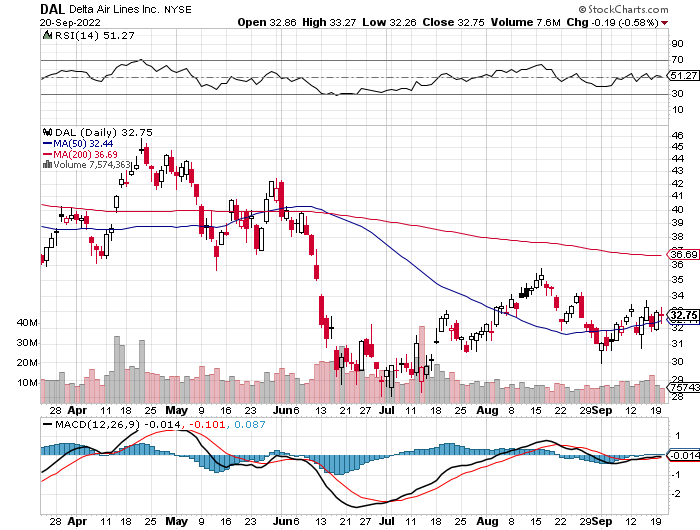 DAL Delta Air Lines Inc. NYSE
© StockCharts.com
20-Sep-2022
Open 32.86 High 33.27 Low 32.26 Close 32.75 Volume 7.6M Chg -0.19 (-0.58%)
RSI(14) 51.27
90
70
51.27
30
10
DAL (Daily) 32.75
MA(50) 32.44
MA(200) 36.69
Volume 7,574,363
46
45
44
43
42
41
40
39
38
36.69
36
35
34
33
32.75
32
31
30
29
28
40M
30M
20M
10M
75743
28 Apr 11 18 25 May 9 16 23 Jun 6 13 21 27 Jul 11 18 25 Aug 8 15 22 29 Sep 12 19
MACD(12,26,9) -0.014, -0.101, 0.087
1
-0.014
-1
-2
28 Apr 11 18 25 May 9 16 23 Jun 6 13 21 27 Jul 11 18 25 Aug 8 15 22 29 Sep 12 19